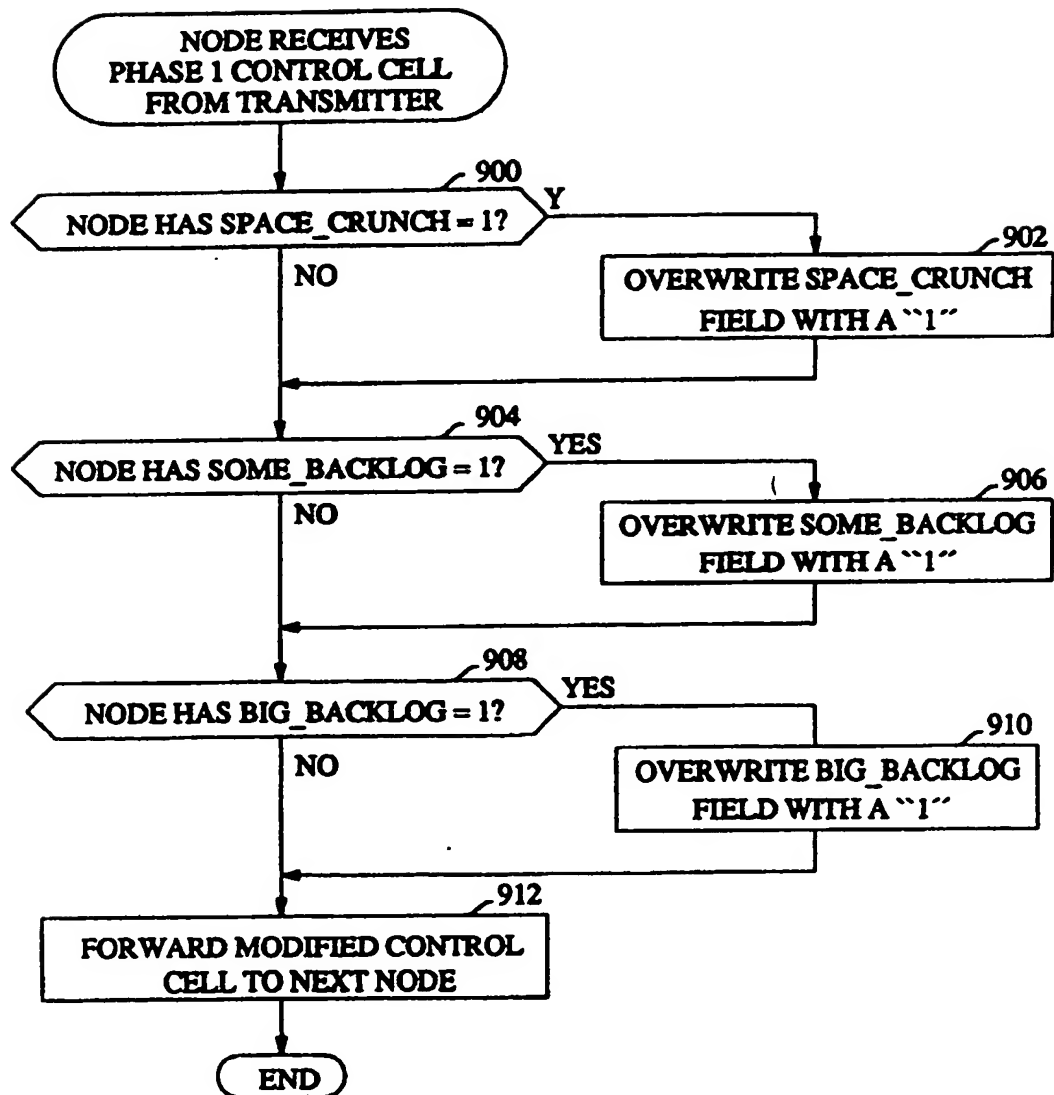 NODE RECEIVES
PHASE 1 CONTROL CELL
FROM TRANSMITTER
900
NODE HAS SPACE_CRUNCH = 1?
Y
NO
902
OVERWRITE SPACE_CRUNCH
FIELD WITH A ``1´´
904
NODE HAS SOME_BACKLOG = 1?
YES
NO
906
OVERWRITE SOME_BACKLOG
FIELD WITH A ``1´´
908
NODE HAS BIG_BACKLOG = 1?
YES
NO
910
OVERWRITE BIG_BACKLOG
FIELD WITH A ``1´´
912
FORWARD MODIFIED CONTROL
CELL TO NEXT NODE
END